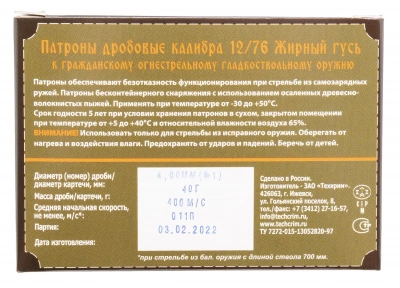 Патроны дробовые калибра 12/76 Жирный гусь
к гражданскому огнестрельному гладкоствольному оружию
Патроны обеспечивают безотказность функционирования при стрельбе из самозарядных
ружей. Патроны бесконтейнерного снаряжения с использованием осаленных древесно-
волокнистых пыжей. Применять при температуре от -30 до +50°С.
Срок годности 5 лет при условии хранения патронов в сухом, закрытом помещении
при температуре от +5 до +40°С и относительной влажности воздуха 65%.
ВНИМАНИЕ! Использовать только для стрельбы из исправного оружия. Оберегать от
нагрева и воздействия влаги. Предохранять от ударов и падений. Беречь от детей.
Диаметр (номер) дроби/
диаметр картечи, мм:
Масса дроби/картечи, г:
Средняя начальная скорость,
не менее, м/с*:
Партия:
Дата изготовления:
4,00ММ(№1)
40Г
400М/С
011П
03.02.2022
Сделано в России.
Изготовитель - ЗАО «Техкрим».
426063, г. Ижевск,
ул. Гольянский поселок, 8,
тел./факс: +7 (3412) 27-16-57,
info@techcrim.ru
www.techcrim.ru
ТУ 7272-015-13052820-97
CIP
*при стрельбе из бал. оружия с длиной ствола 700 мм.